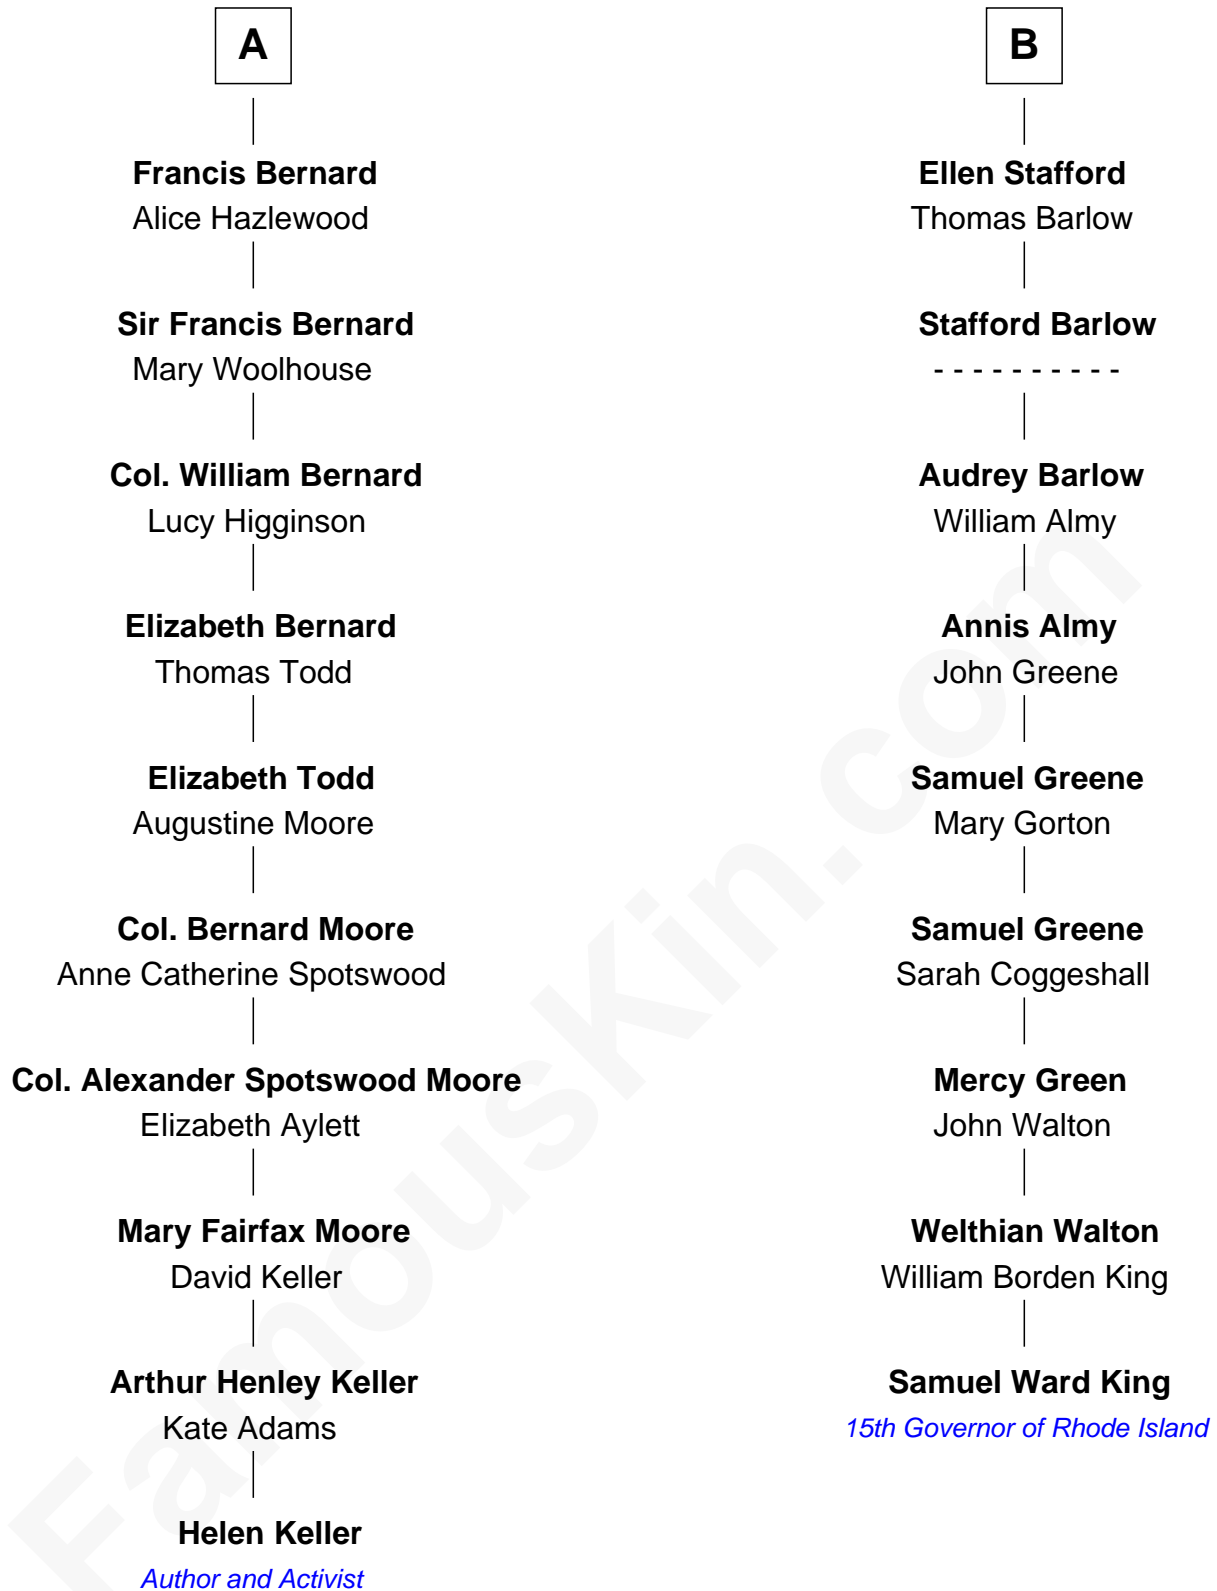 A
Francis Bernard
Alice Hazlewood
Sir Francis Bernard
Mary Woolhouse
Col. William Bernard
Lucy Higginson
Elizabeth Bernard
Thomas Todd
Elizabeth Todd
Augustine Moore
Col. Bernard Moore
Anne Catherine Spotswood
Col. Alexander Spotswood Moore
Elizabeth Aylett
Mary Fairfax Moore
David Keller
Arthur Henley Keller
Kate Adams
Helen Keller
Author and Activist
B
Ellen Stafford
Thomas Barlow
Stafford Barlow
- - - - - - - - - -
Audrey Barlow
William Almy
Annis Almy
John Greene
Samuel Greene
Mary Gorton
Samuel Greene
Sarah Coggeshall
Mercy Green
John Walton
Welthian Walton
William Borden King
Samuel Ward King
15th Governor of Rhode Island
FamousKin.com